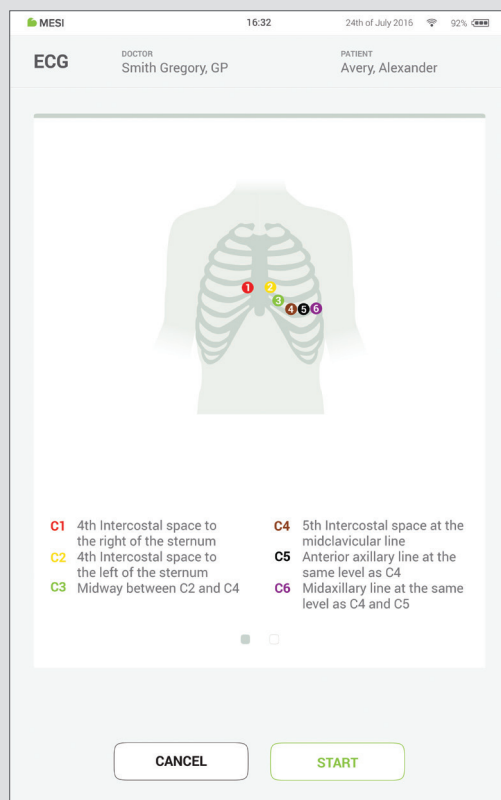 MESI 16:32 24th of July 2016 92%
ECG
DOCTOR
Smith Gregory, GP
PATIENT
Avery, Alexander
1 2
3
4 5 6
C1 4th Intercostal space to
the right of the sternum
C2 4th Intercostal space to
the left of the sternum
C3 Midway between C2 and C4
C4 5th Intercostal space at the
midclavicular line
C5 Anterior axillary line at the
same level as C4
C6 Midaxillary line at the same
level as C4 and C5
CANCEL START